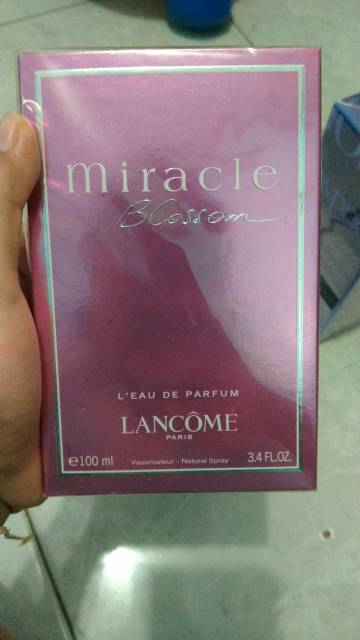 Miracle
Blossom
L'EAU DE PARFUM
LANCÔME
PARIS
℮100 ml Vaporisateur - Natural Spray 3.4 FL.OZ.